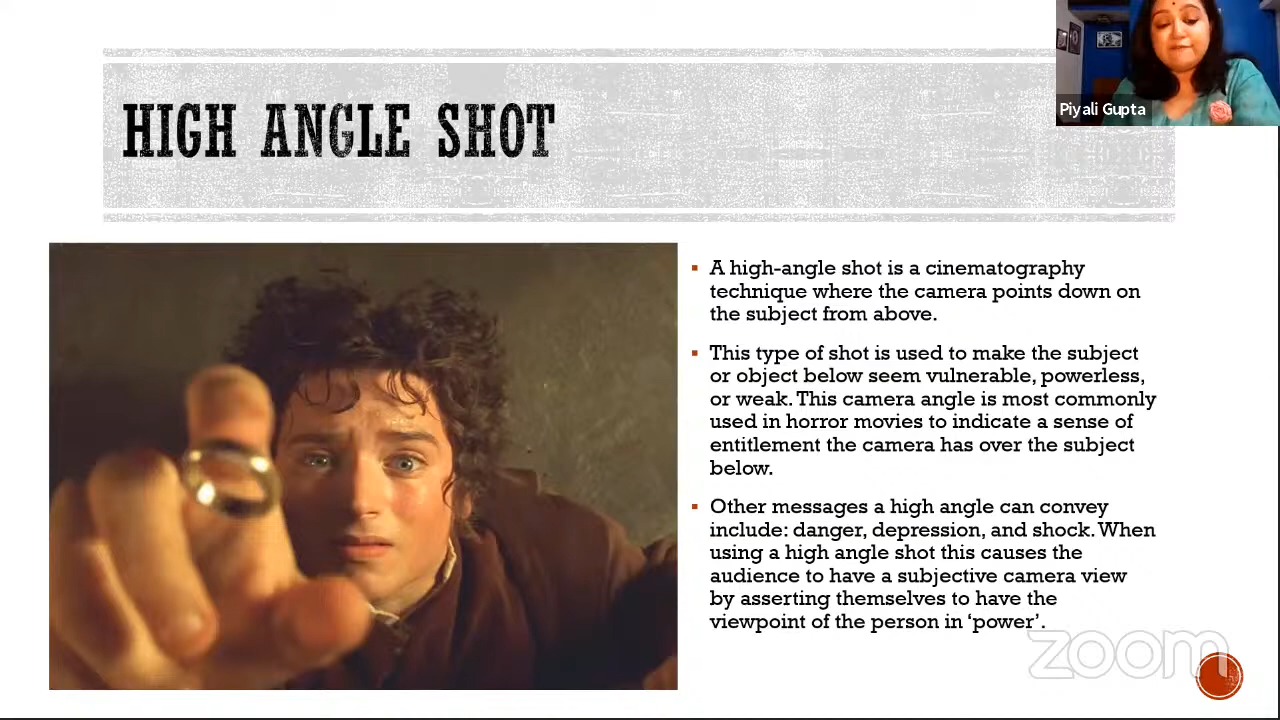 HIGH ANGLE SHOT
Piyali Gupta
A high-angle shot is a cinematography
technique where the camera points down on
the subject from above.
This type of shot is used to make the subject
or object below seem vulnerable, powerless,
or weak. This camera angle is most commonly
used in horror movies to indicate a sense of
entitlement the camera has over the subject
below.
Other messages a high angle can convey
include: danger, depression, and shock. When
using a high angle shot this causes the
audience to have a subjective camera view
by asserting themselves to have the
viewpoint of the person in ‘power’.
zoom